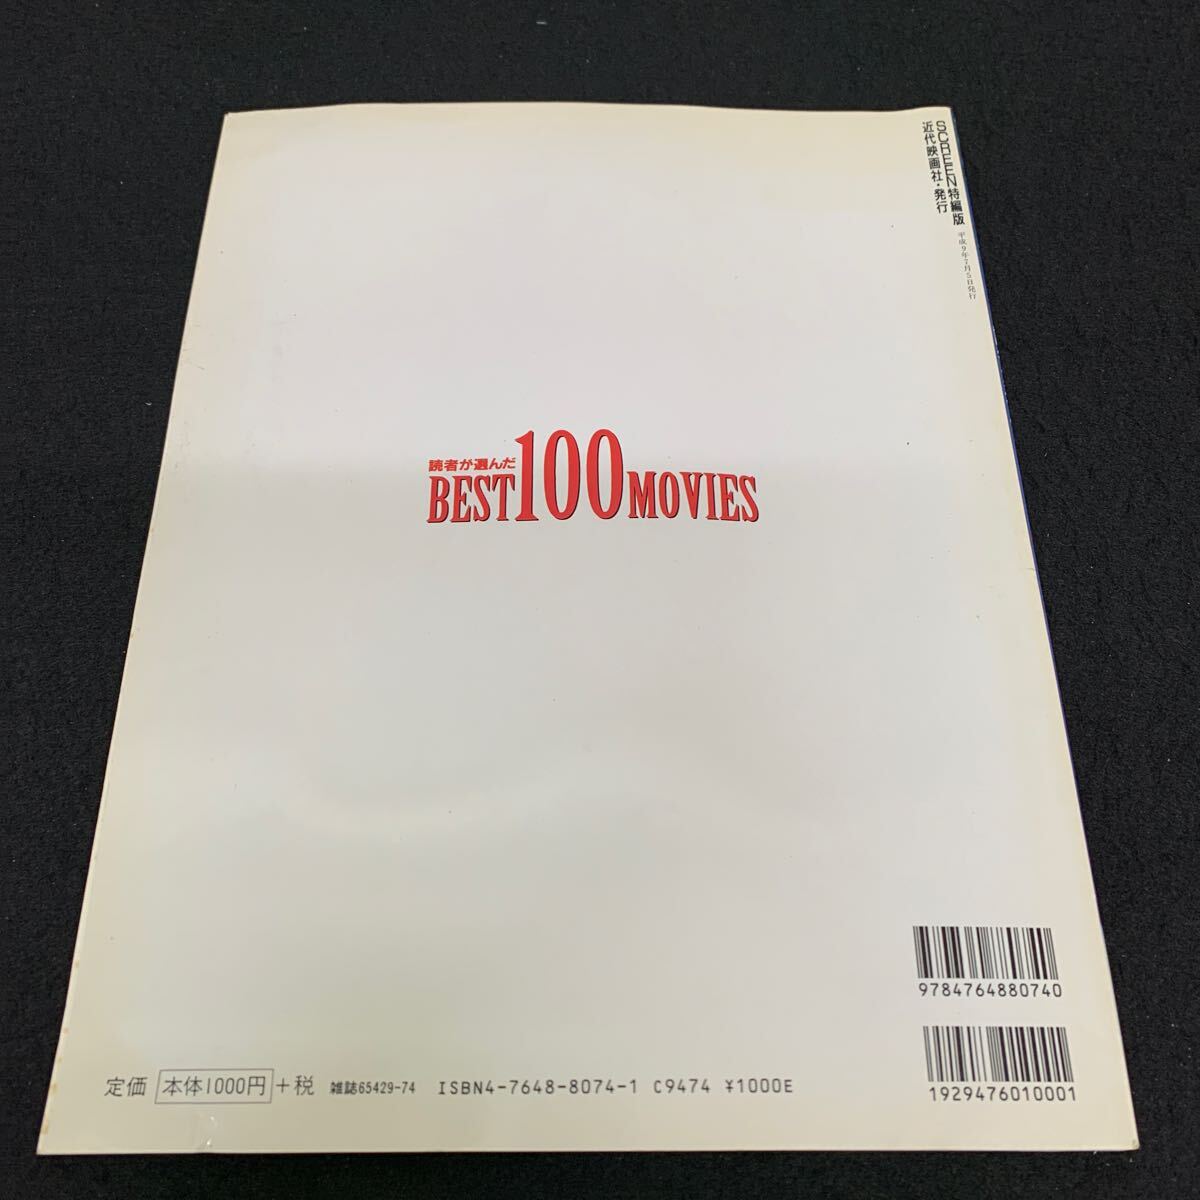 SCREEN特編版
近代映画社・発行
平成9年7月5日発行
読者が選んだ
BEST100MOVIES
9784764880740
1929476010001
定価 本体1000円 +税 雑誌65429-74 ISBN4-7648-8074-1 C9474 ¥1000E